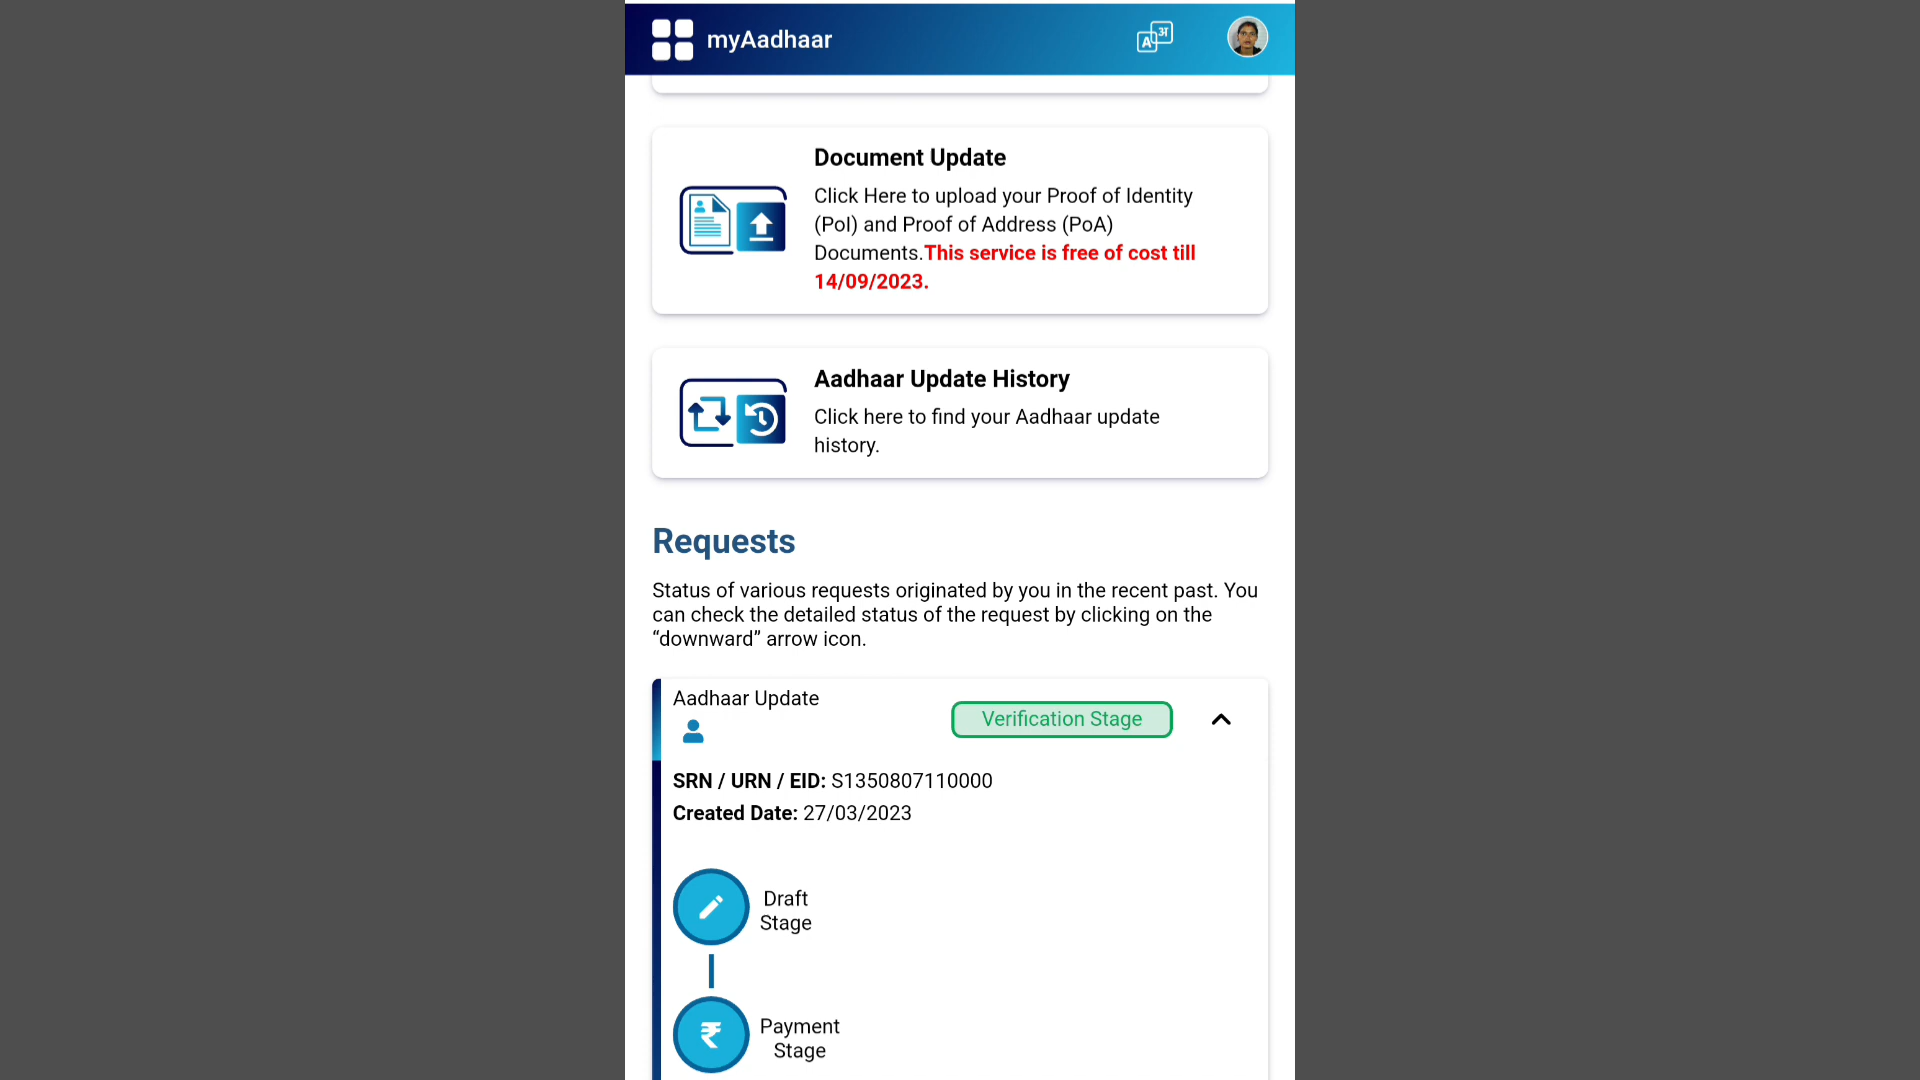 myAadhaar
A अ
Document Update
Click Here to upload your Proof of Identity
(PoI) and Proof of Address (PoA)
Documents.This service is free of cost till
14/09/2023.
Aadhaar Update History
Click here to find your Aadhaar update
history.
Requests
Status of various requests originated by you in the recent past. You
can check the detailed status of the request by clicking on the
“downward” arrow icon.
Aadhaar Update
Verification Stage
SRN / URN / EID: S1350807110000
Created Date: 27/03/2023
Draft
Stage
₹
Payment
Stage